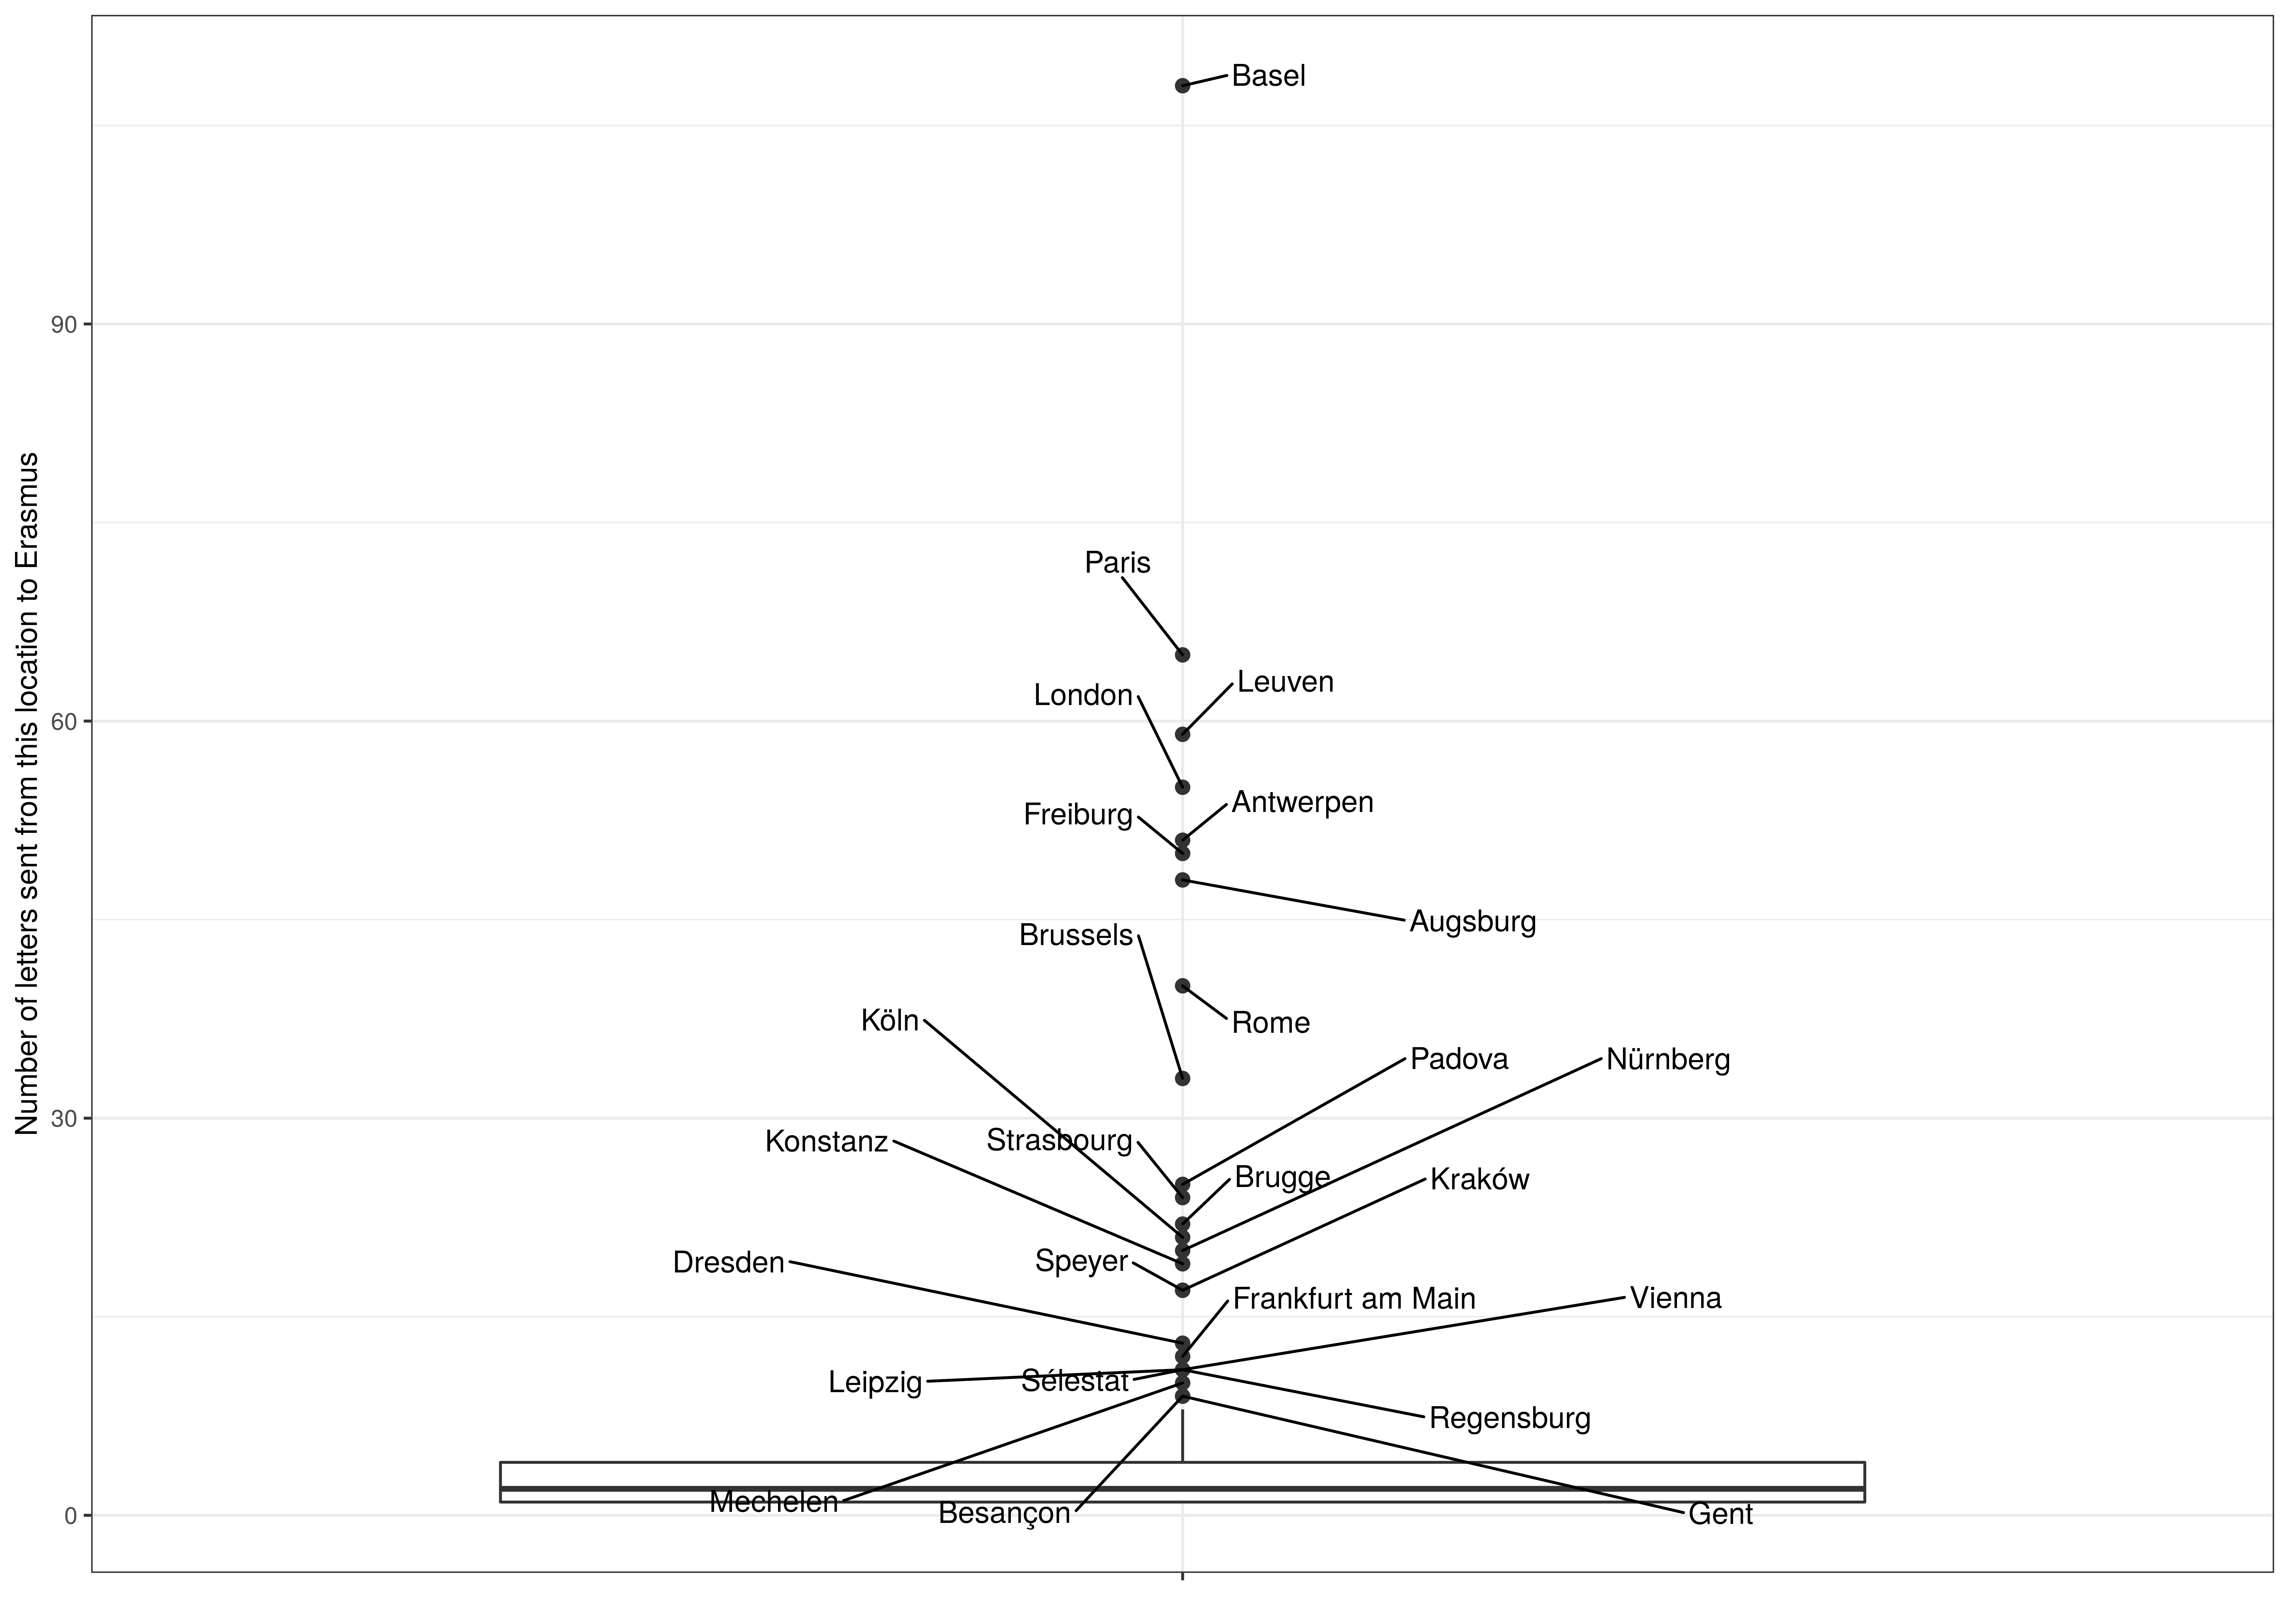 Number of letters sent from this location to Erasmus
90
60
30
0
Basel
Paris
Leuven
London
Antwerpen
Freiburg
Augsburg
Brussels
Rome
Köln
Padova
Nürnberg
Strasbourg
Konstanz
Brugge
Kraków
Speyer
Dresden
Frankfurt am Main
Vienna
Leipzig
Sélestat
Regensburg
Mechelen
Besançon
Gent